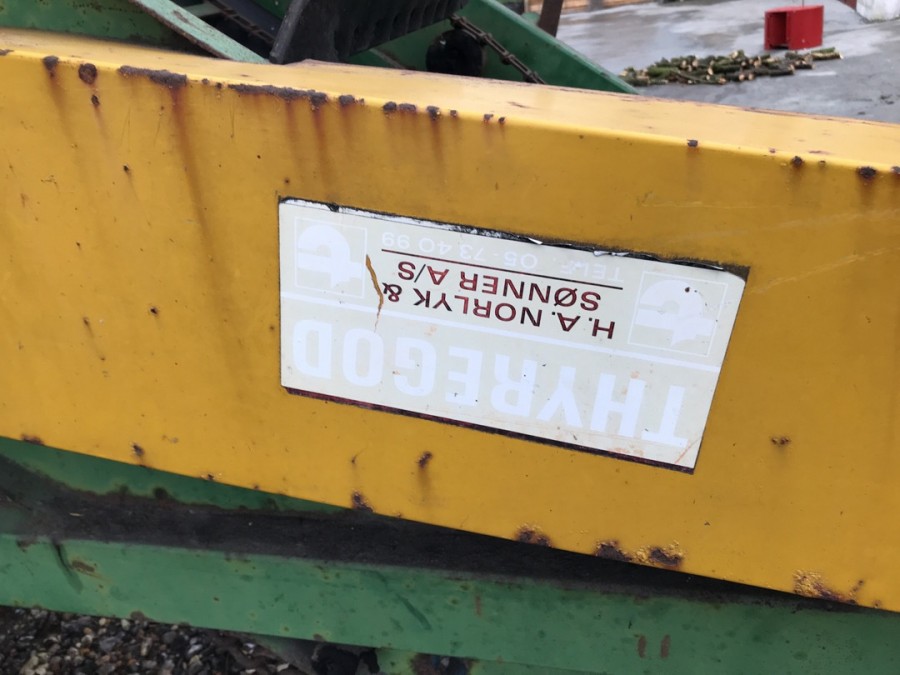 THYREGOD
H.A. NORLYK &
SØNNER A/S
TELF. 05-73 40 99